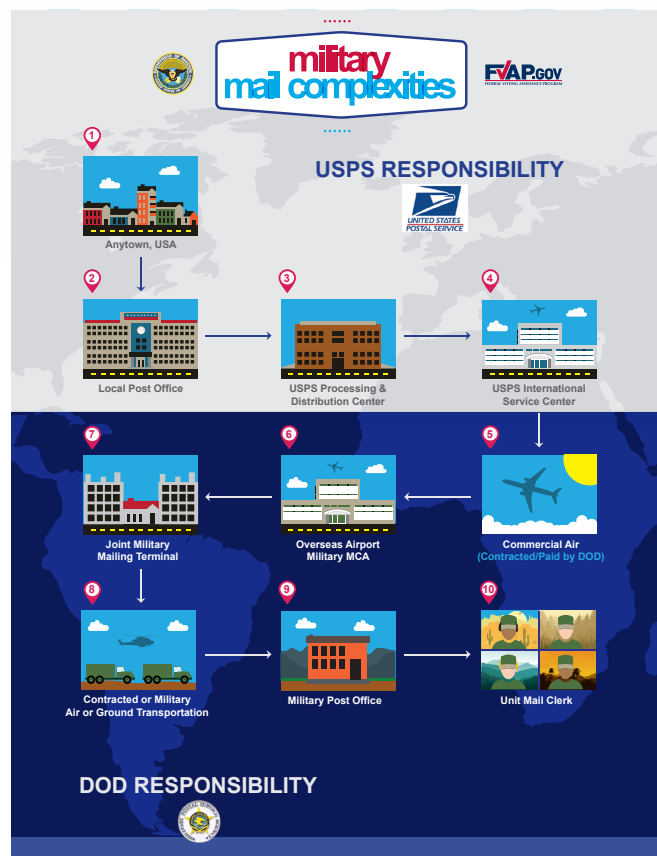 military
mail complexities
FVAP.GOV
FEDERAL VOTING ASSISTANCE PROGRAM
USPS RESPONSIBILITY
UNITED STATES
POSTAL SERVICE
1
Anytown, USA
2
Local Post Office
3
USPS Processing &
Distribution Center
4
USPS International
Service Center
7
Joint Military
Mailing Terminal
6
Overseas Airport
Military MCA
5
Commercial Air
(Contracted/Paid by DOD)
8
Contracted or Military
Air or Ground Transportation
9
Military Post Office
10
Unit Mail Clerk
DOD RESPONSIBILITY